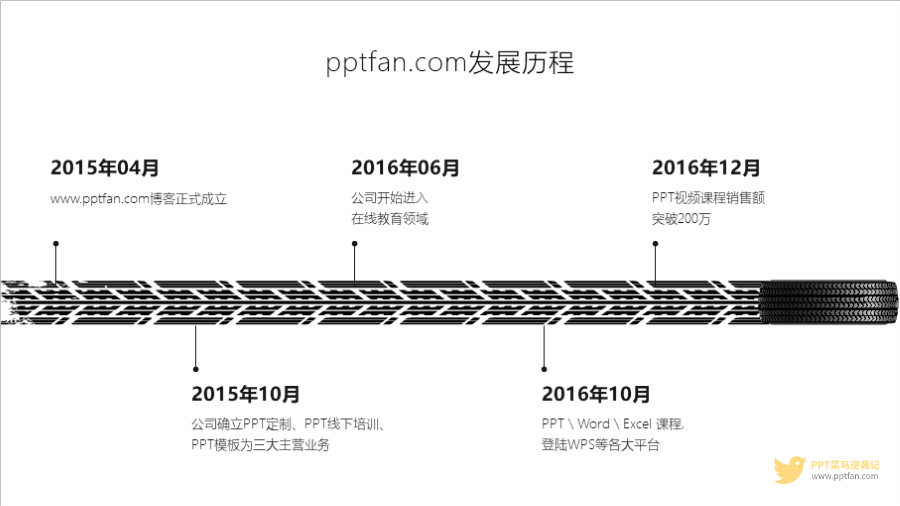 pptfan.com发展历程
2015年04月
www.pptfan.com博客正式成立
2016年06月
公司开始进入
在线教育领域
2016年12月
PPT视频课程销售额
突破200万
2015年10月
公司确立PPT定制、PPT线下培训、
PPT模板为三大主营业务
2016年10月
PPT \ Word \ Excel 课程,
登陆WPS等各大平台
PPT菜鸟逆袭记
www.pptfan.com